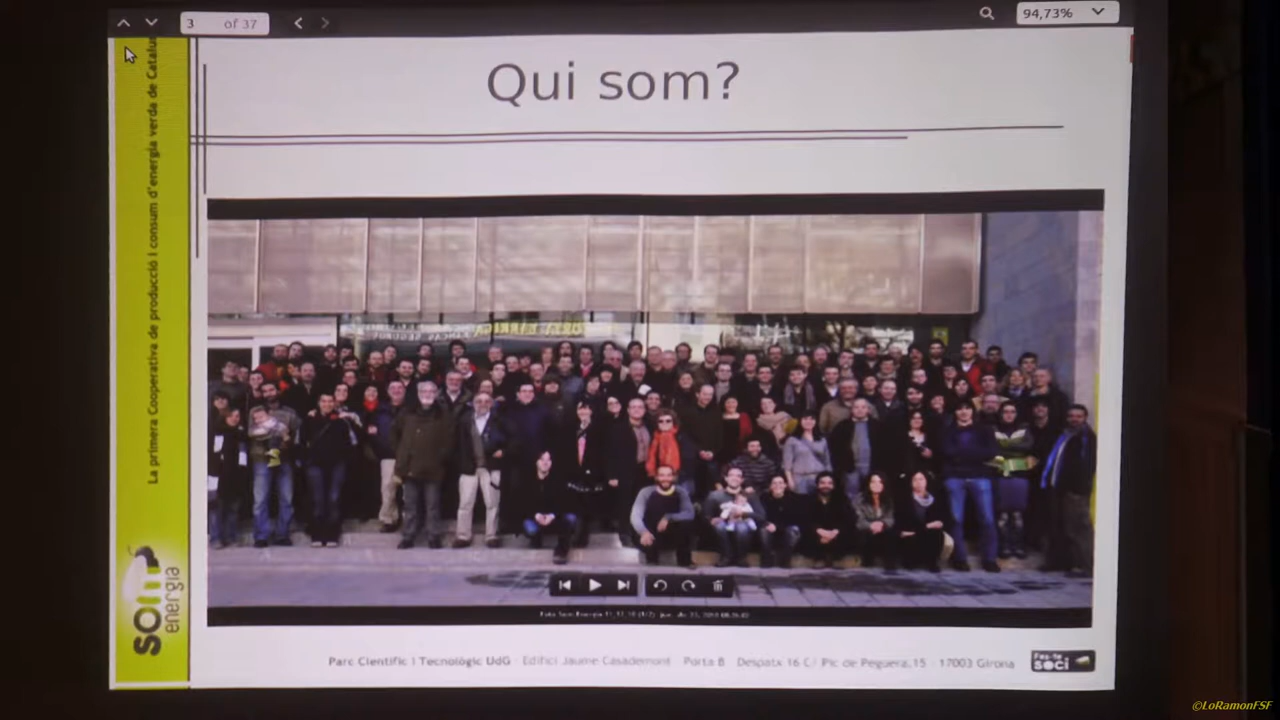 3 of 37
94,73%
Qui som?
La primera Cooperativa de producció i consum d'energia verda de Catalun
som
energia
Parc Científic i Tecnològic UdG - Edifici Jaume Casademont - Porta B - Despatx 16 C/ Pic de Peguera,15 - 17003 Girona
Fes-te
SOCI
©LoRamonFSF